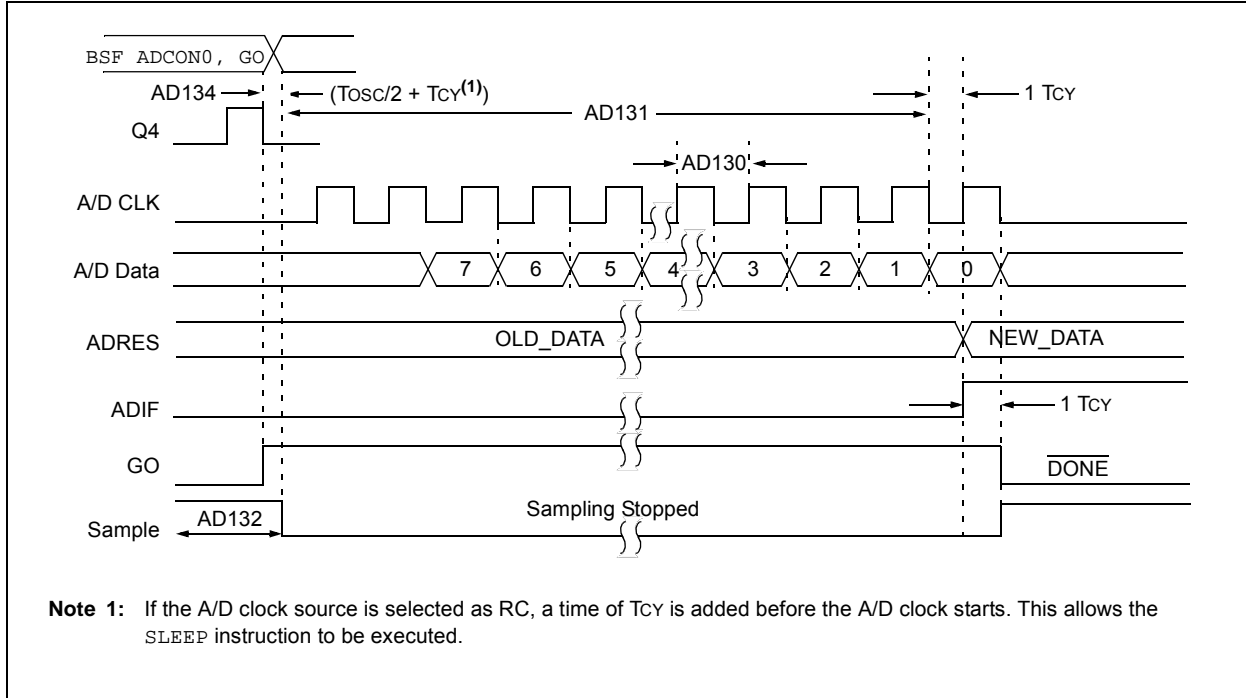 BSF ADCON0, GO
AD134
(TOSC/2 + TCY(1))
1 TCY
AD131
Q4
AD130
A/D CLK
A/D Data
7
6
5
4
3
2
1
0
ADRES
OLD_DATA
NEW_DATA
ADIF
1 TCY
GO
DONE
Sample
AD132
Sampling Stopped
Note 1: If the A/D clock source is selected as RC, a time of TCY is added before the A/D clock starts. This allows the
SLEEP instruction to be executed.